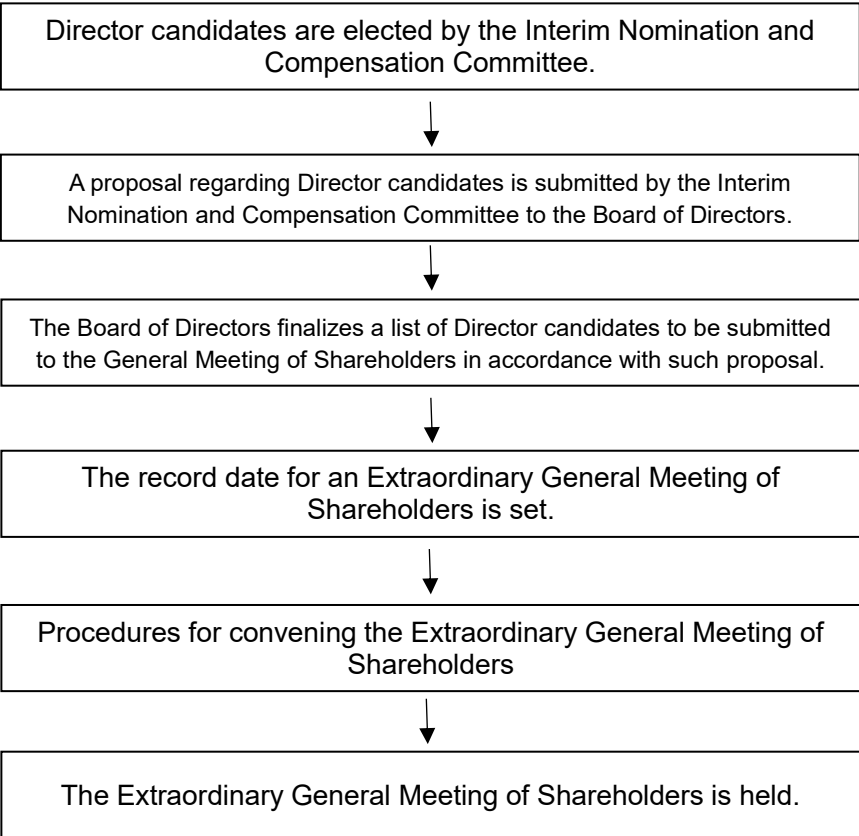 Director candidates are elected by the Interim Nomination and
Compensation Committee.
A proposal regarding Director candidates is submitted by the Interim
Nomination and Compensation Committee to the Board of Directors.
The Board of Directors finalizes a list of Director candidates to be submitted
to the General Meeting of Shareholders in accordance with such proposal.
The record date for an Extraordinary General Meeting of
Shareholders is set.
Procedures for convening the Extraordinary General Meeting of
Shareholders
The Extraordinary General Meeting of Shareholders is held.